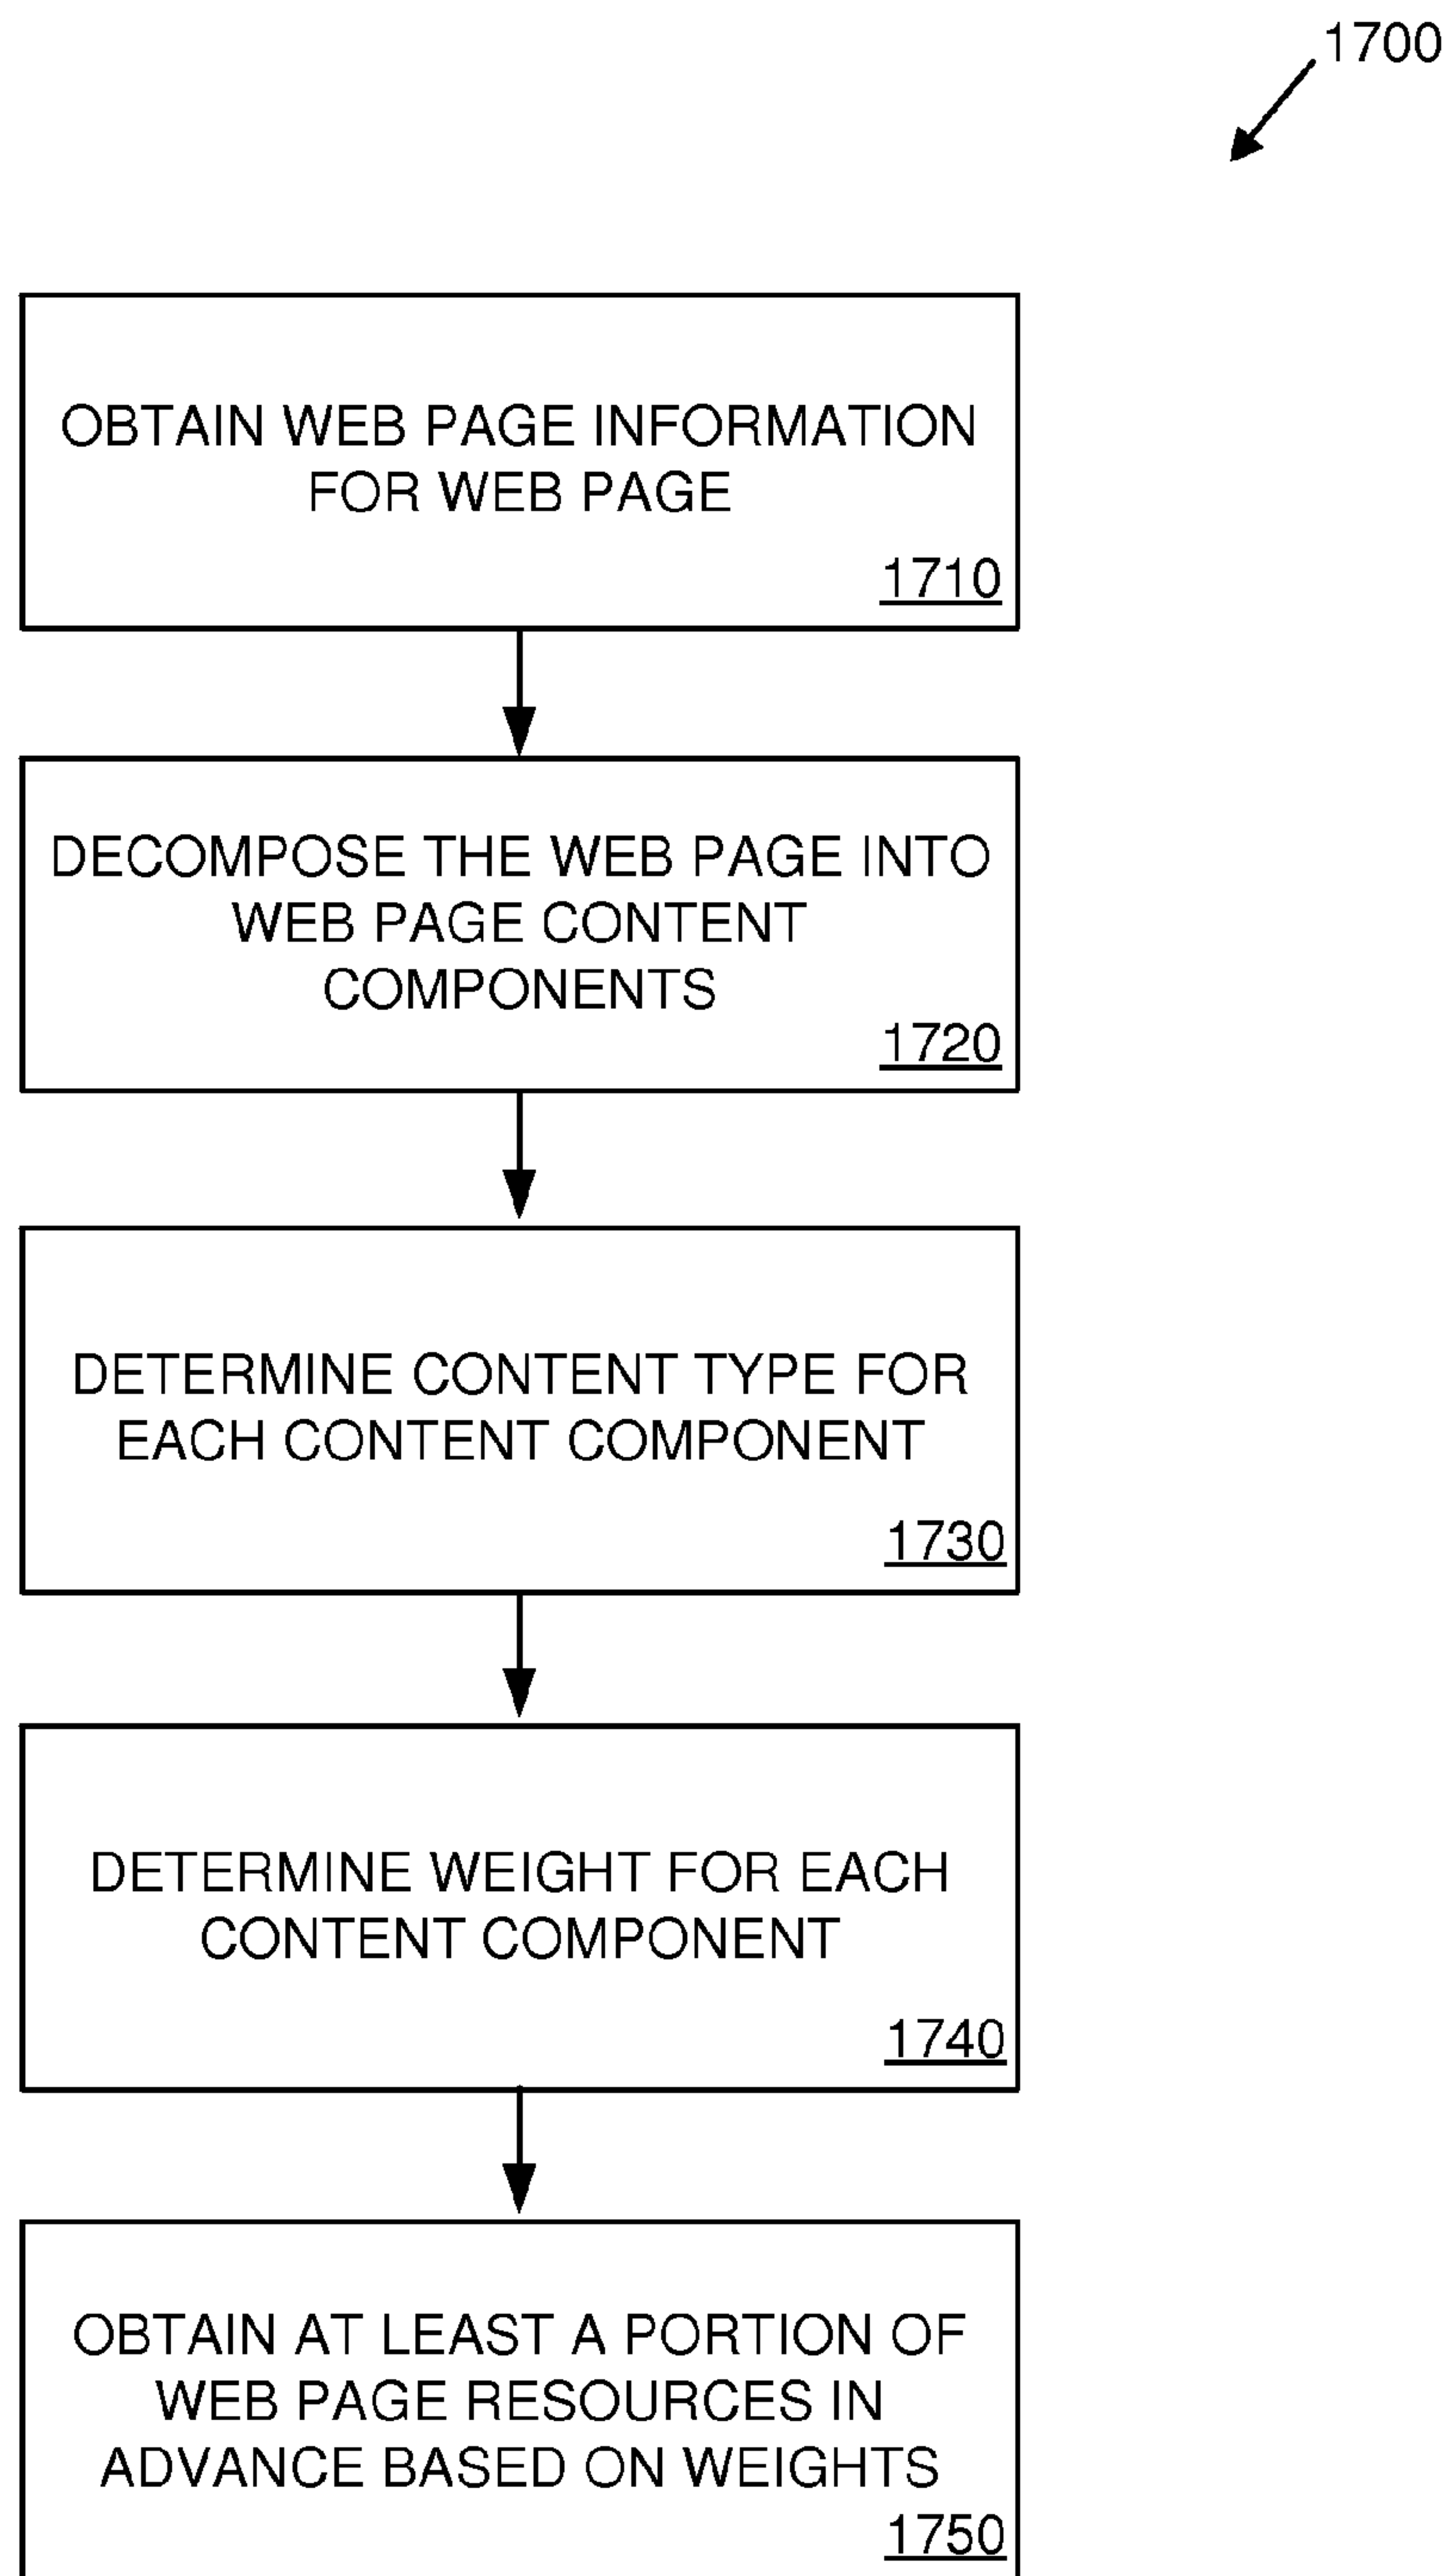 1700
OBTAIN WEB PAGE INFORMATION
FOR WEB PAGE
1710
DECOMPOSE THE WEB PAGE INTO
WEB PAGE CONTENT
COMPONENTS
1720
DETERMINE CONTENT TYPE FOR
EACH CONTENT COMPONENT
1730
DETERMINE WEIGHT FOR EACH
CONTENT COMPONENT
1740
OBTAIN AT LEAST A PORTION OF
WEB PAGE RESOURCES IN
ADVANCE BASED ON WEIGHTS
1750